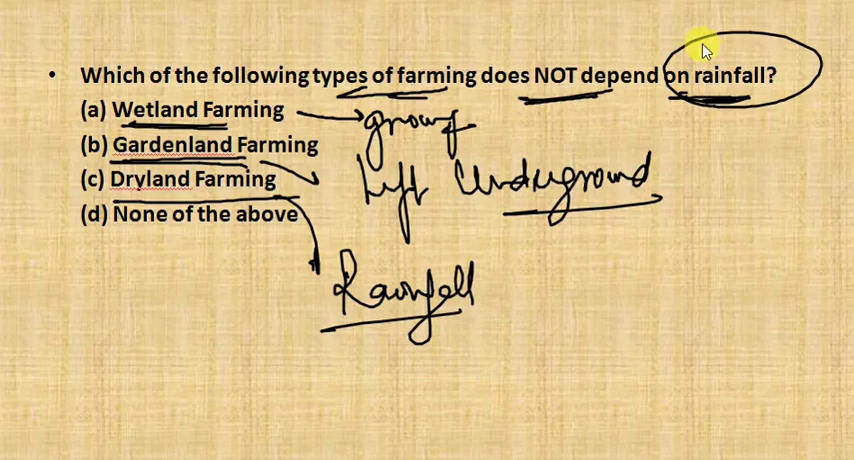 • Which of the following types of farming does NOT depend on rainfall?
(a) Wetland Farming
(b) Gardenland Farming
(c) Dryland Farming
(d) None of the above
Lift Underground
Rainfall